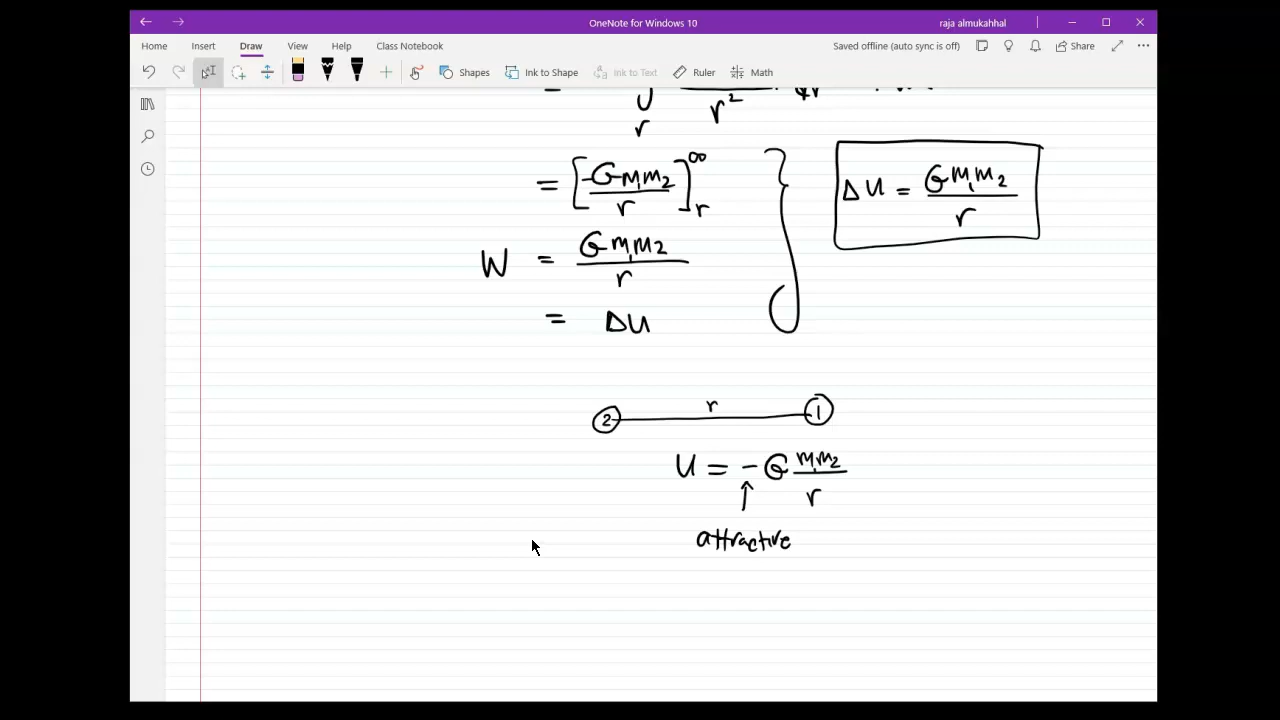 OneNote for Windows 10
raja almukahhal
Home Insert Draw View Help Class Notebook
Saved offline (auto sync is off) Share
Shapes Ink to Shape Ink to Text Ruler Math
= ∫ r r²
= [-Gm₁m₂/r]^∞_r
ΔU = Gm₁m₂/r
W = Gm₁m₂/r
= ΔU
② r ①
U = -G m₁m₂/r
↑
attractive